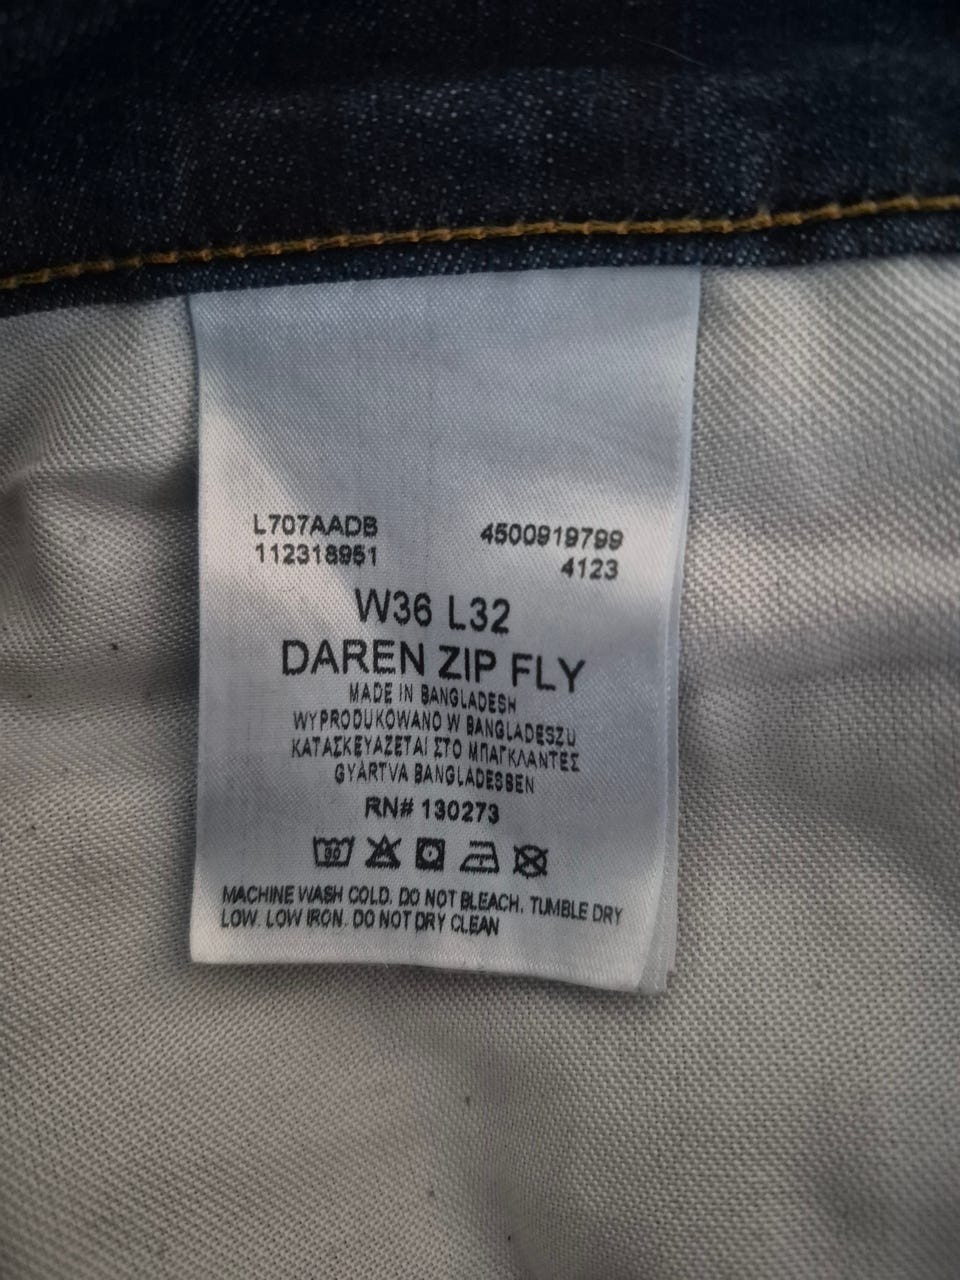 L707AADB
112318951
4500919799
4123
W36 L32
DAREN ZIP FLY
MADE IN BANGLADESH
WYPRODUKOWANO W BANGLADESZU
ΚΑΤΑΣΚΕΥΑΖΕΤΑΙ ΣΤΟ ΜΠΑΓΚΛΑΝΤΕΣ
GYÁRTVA BANGLADESBEN
RN# 130273
30
MACHINE WASH COLD. DO NOT BLEACH. TUMBLE DRY
LOW. LOW IRON. DO NOT DRY CLEAN